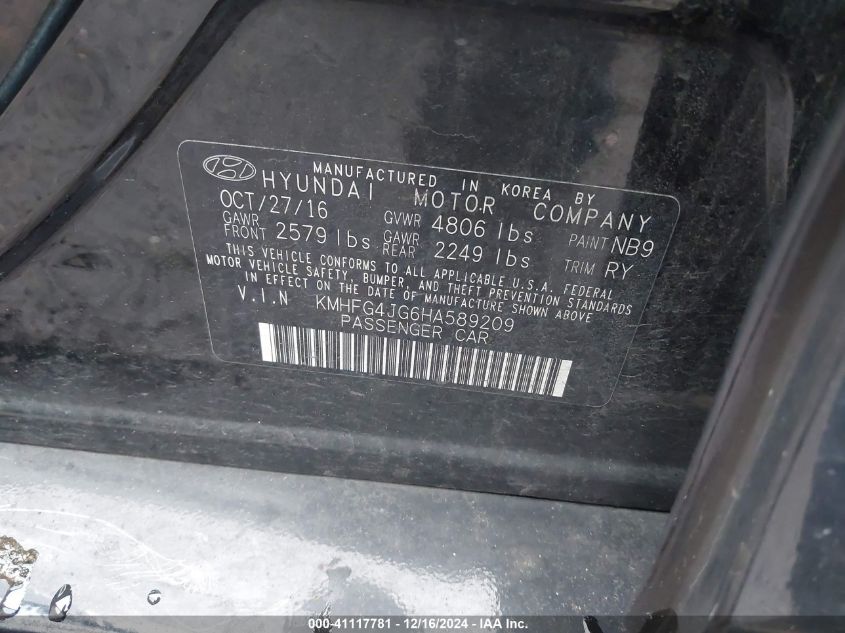 MANUFACTURED IN KOREA BY
HYUNDAI MOTOR COMPANY
OCT/27/16 GVWR 4806 lbs PAINT NB9
GAWR FRONT 2579 lbs GAWR REAR 2249 lbs TRIM RY
THIS VEHICLE CONFORMS TO ALL APPLICABLE U.S.A. FEDERAL
MOTOR VEHICLE SAFETY, BUMPER, AND THEFT PREVENTION STANDARDS
IN EFFECT ON THE DATE OF MANUFACTURE SHOWN ABOVE
V.I.N KMHFG4JG6HA589209
PASSENGER CAR
000-41117781 - 12/16/2024 - IAA Inc.